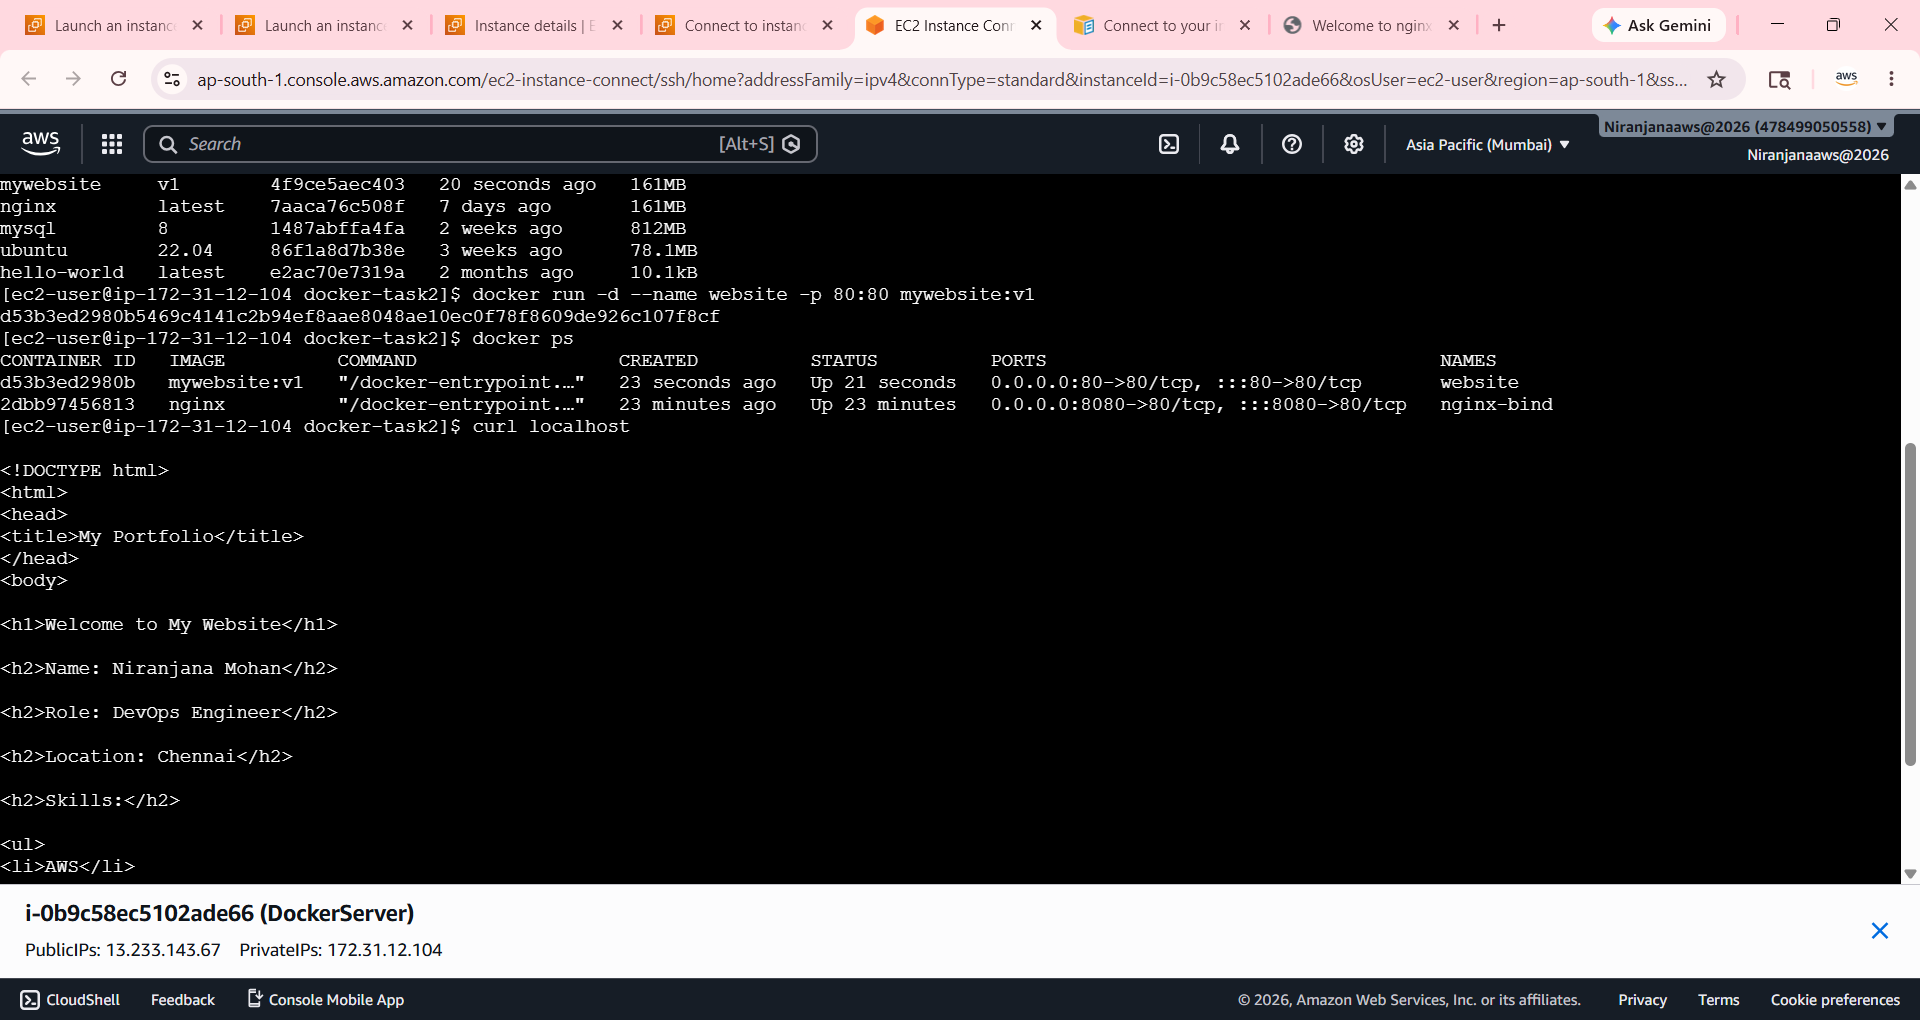 Launch an instance
Launch an instance
Instance details | E
Connect to instanc
EC2 Instance Conn
Connect to your in
Welcome to nginx
Ask Gemini
ap-south-1.console.aws.amazon.com/ec2-instance-connect/ssh/home?addressFamily=ipv4&connType=standard&instanceId=i-0b9c58ec5102ade66&osUser=ec2-user&region=ap-south-1&ss...
aws
aws
Search [Alt+S]
Asia Pacific (Mumbai)
Niranjanaaws@2026 (478499050558)
Niranjanaaws@2026
mywebsite v1 4f9ce5aec403 20 seconds ago 161MB
nginx latest 7aaca76c508f 7 days ago 161MB
mysql 8 1487abffa4fa 2 weeks ago 812MB
ubuntu 22.04 86f1a8d7b38e 3 weeks ago 78.1MB
hello-world latest e2ac70e7319a 2 months ago 10.1kB
[ec2-user@ip-172-31-12-104 docker-task2]$ docker run -d --name website -p 80:80 mywebsite:v1
d53b3ed2980b5469c4141c2b94ef8aae8048ae10ec0f78f8609de926c107f8cf
[ec2-user@ip-172-31-12-104 docker-task2]$ docker ps
CONTAINER ID IMAGE COMMAND CREATED STATUS PORTS NAMES
d53b3ed2980b mywebsite:v1 "/docker-entrypoint.…" 23 seconds ago Up 21 seconds 0.0.0.0:80->80/tcp, :::80->80/tcp website
2dbb97456813 nginx "/docker-entrypoint.…" 23 minutes ago Up 23 minutes 0.0.0.0:8080->80/tcp, :::8080->80/tcp nginx-bind
[ec2-user@ip-172-31-12-104 docker-task2]$ curl localhost
<!DOCTYPE html>
<html>
<head>
<title>My Portfolio</title>
</head>
<body>
<h1>Welcome to My Website</h1>
<h2>Name: Niranjana Mohan</h2>
<h2>Role: DevOps Engineer</h2>
<h2>Location: Chennai</h2>
<h2>Skills:</h2>
<ul>
<li>AWS</li>
i-0b9c58ec5102ade66 (DockerServer)
PublicIPs: 13.233.143.67 PrivateIPs: 172.31.12.104
CloudShell Feedback Console Mobile App © 2026, Amazon Web Services, Inc. or its affiliates. Privacy Terms Cookie preferences